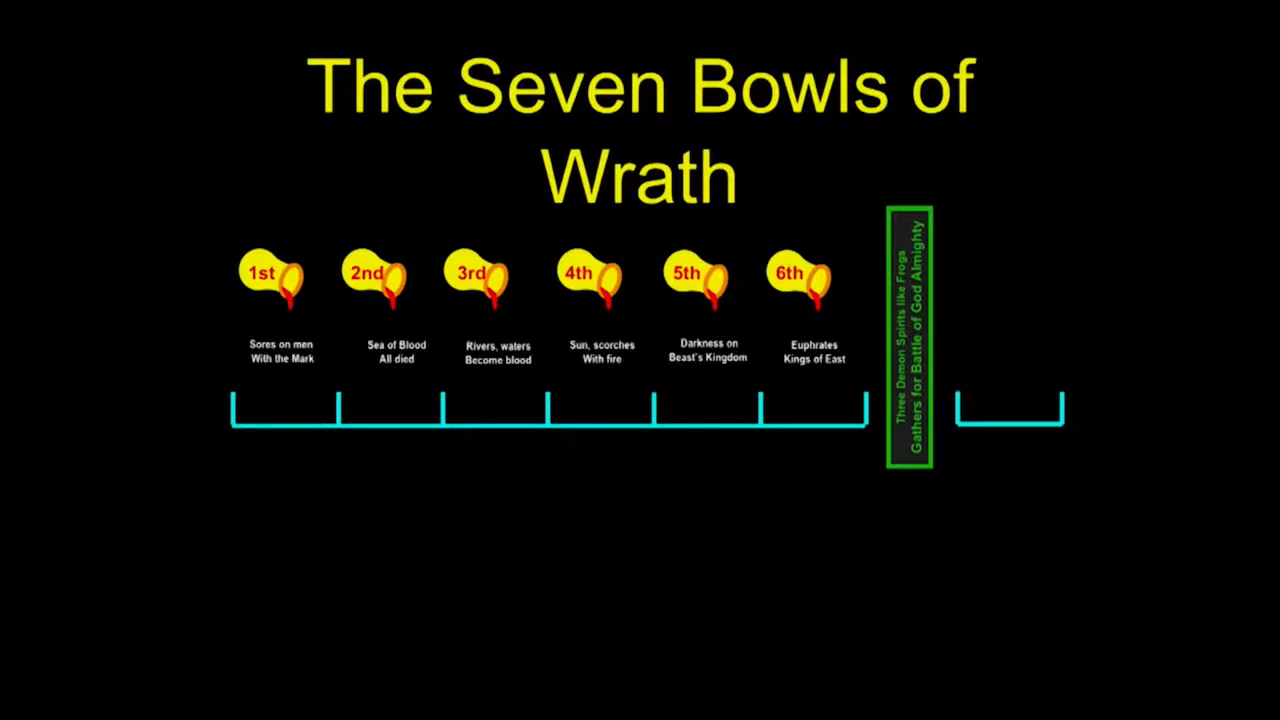 The Seven Bowls of
Wrath
1st
2nd
3rd
4th
5th
6th
Sores on men
With the Mark
Sea of Blood
All died
Rivers, waters
Become blood
Sun, scorches
With fire
Darkness on
Beast's Kingdom
Euphrates
Kings of East
Three Demon Spirits like Frogs
Gathers for Battle of God Almighty